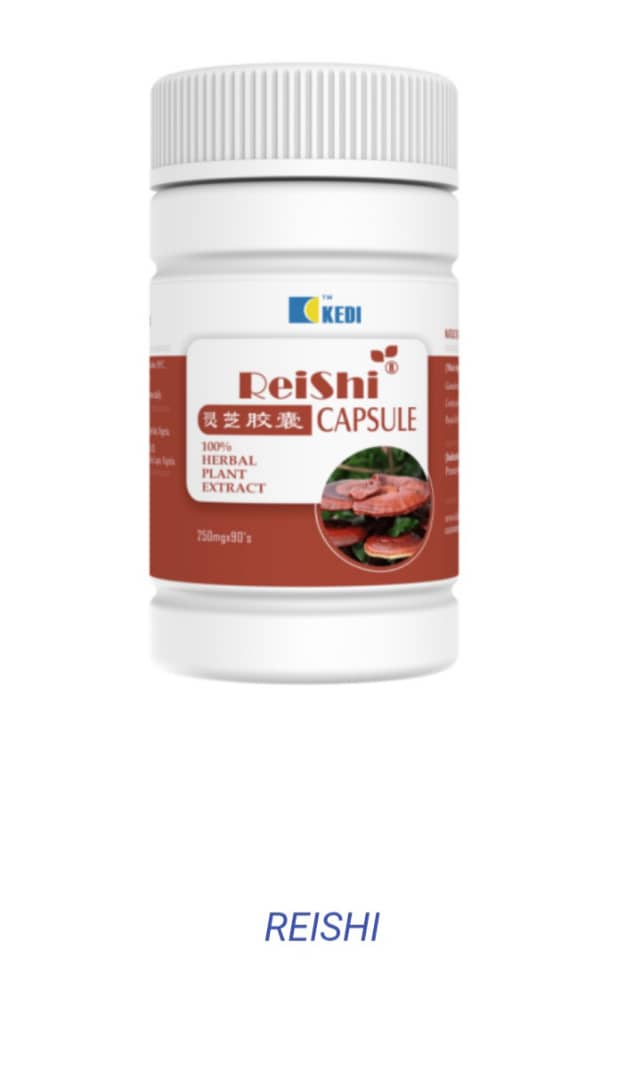 TM
KEDI
ReiShi
®
灵芝胶囊 CAPSULE
100%
HERBAL
PLANT
EXTRACT
750mgx90's
REISHI